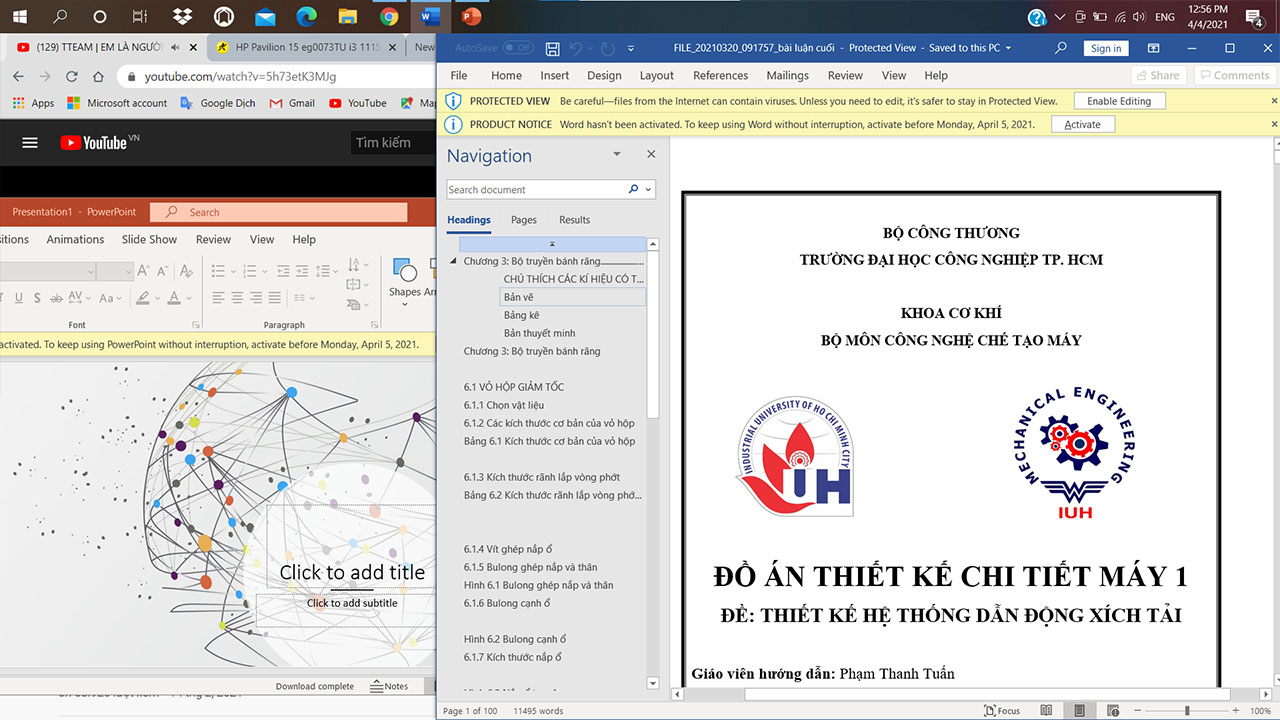 12:56 PM
ENG
4/4/2021
4
(129) TTEAM | EM LÀ NGƯỜI
HP Pavilion 15 eg0073TU i3 1115
New
youtube.com/watch?v=5h73etK3MJg
Apps
Microsoft account
Google Dịch
Gmail
YouTube
Map
YouTube VN
Tìm kiếm
Presentation1 - PowerPoint
Search
sitions
Animations
Slide Show
Review
View
Help
Shapes
Arr
Font
Paragraph
activated. To keep using PowerPoint without interruption, activate before Monday, April 5, 2021.
Click to add title
Click to add subtitle
Download complete
Notes
AutoSave
Off
FILE_20210320_091757_bài luận cuối - Protected View - Saved to this PC
Sign in
File
Home
Insert
Design
Layout
References
Mailings
Review
View
Help
Share
Comments
PROTECTED VIEW Be careful—files from the Internet can contain viruses. Unless you need to edit, it's safer to stay in Protected View.
Enable Editing
PRODUCT NOTICE Word hasn't been activated. To keep using Word without interruption, activate before Monday, April 5, 2021.
Activate
Navigation
Search document
Headings
Pages
Results
Chương 3: Bộ truyền bánh răng....................
CHÚ THÍCH CÁC KÍ HIỆU CÓ T...
Bản vẽ
Bảng kê
Bản thuyết minh
Chương 3: Bộ truyền bánh răng
6.1 VỎ HỘP GIẢM TỐC
6.1.1 Chọn vật liệu
6.1.2 Các kích thước cơ bản của vỏ hộp
Bảng 6.1 Kích thước cơ bản của vỏ hộp
6.1.3 Kích thước rãnh lắp vòng phớt
Bảng 6.2 Kích thước rãnh lắp vòng phớ...
6.1.4 Vít ghép nắp ổ
6.1.5 Bulong ghép nắp và thân
Hình 6.1 Bulong ghép nắp và thân
6.1.6 Bulong cạnh ổ
Hình 6.2 Bulong cạnh ổ
6.1.7 Kích thước nắp ổ
BỘ CÔNG THƯƠNG
TRƯỜNG ĐẠI HỌC CÔNG NGHIỆP TP. HCM
KHOA CƠ KHÍ
BỘ MÔN CÔNG NGHỆ CHẾ TẠO MÁY
INDUSTRIAL UNIVERSITY OF HO CHI MINH CITY
IUH
MECHANICAL ENGINEERING
IUH
ĐỒ ÁN THIẾT KẾ CHI TIẾT MÁY 1
ĐỀ: THIẾT KẾ HỆ THỐNG DẪN ĐỘNG XÍCH TẢI
Giáo viên hướng dẫn: Phạm Thanh Tuấn
Page 1 of 100
11495 words
Focus
100%